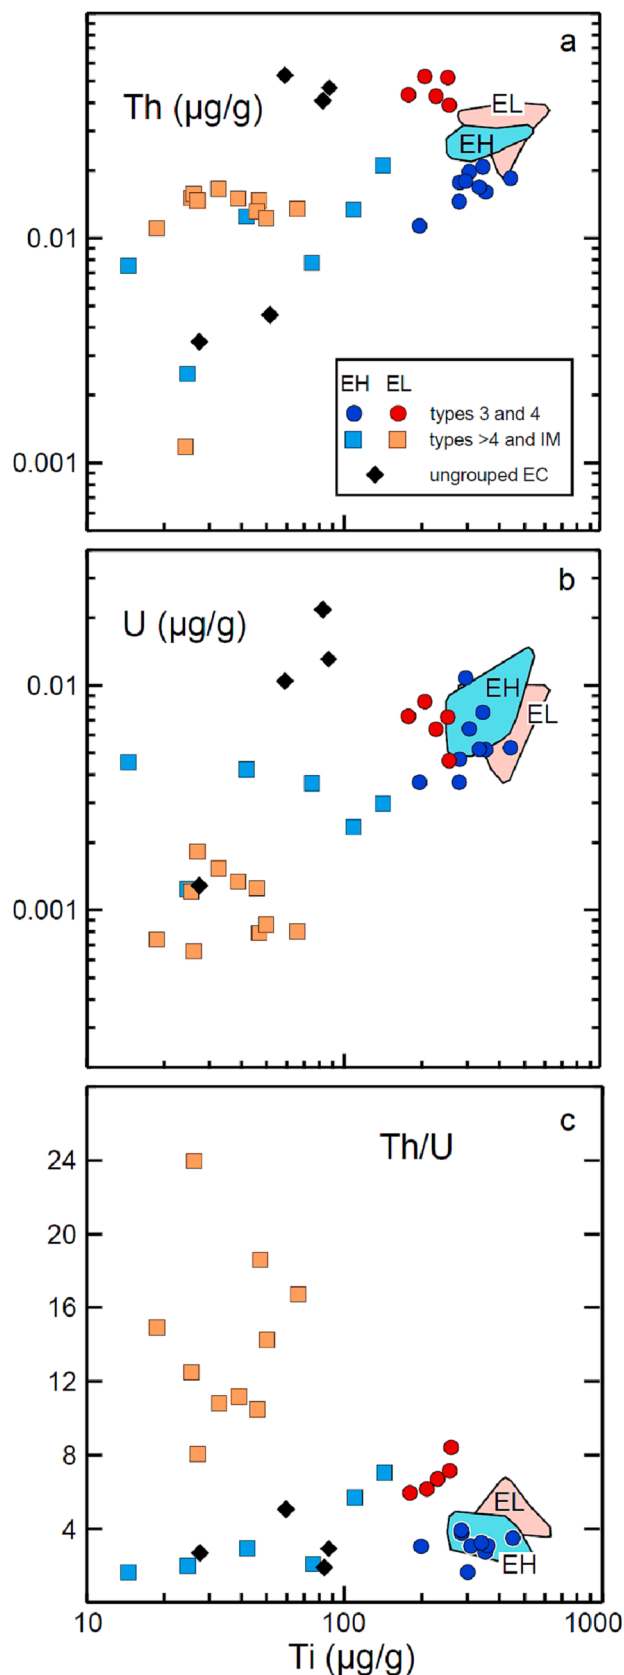 a
Th (µg/g)
EL
EH
0.01
EH EL
types 3 and 4
types >4 and IM
ungrouped EC
0.001
b
U (µg/g)
0.01
EH
EL
0.001
c
Th/U
24
20
16
12
8
4
EL
EH
10 100 1000
Ti (µg/g)